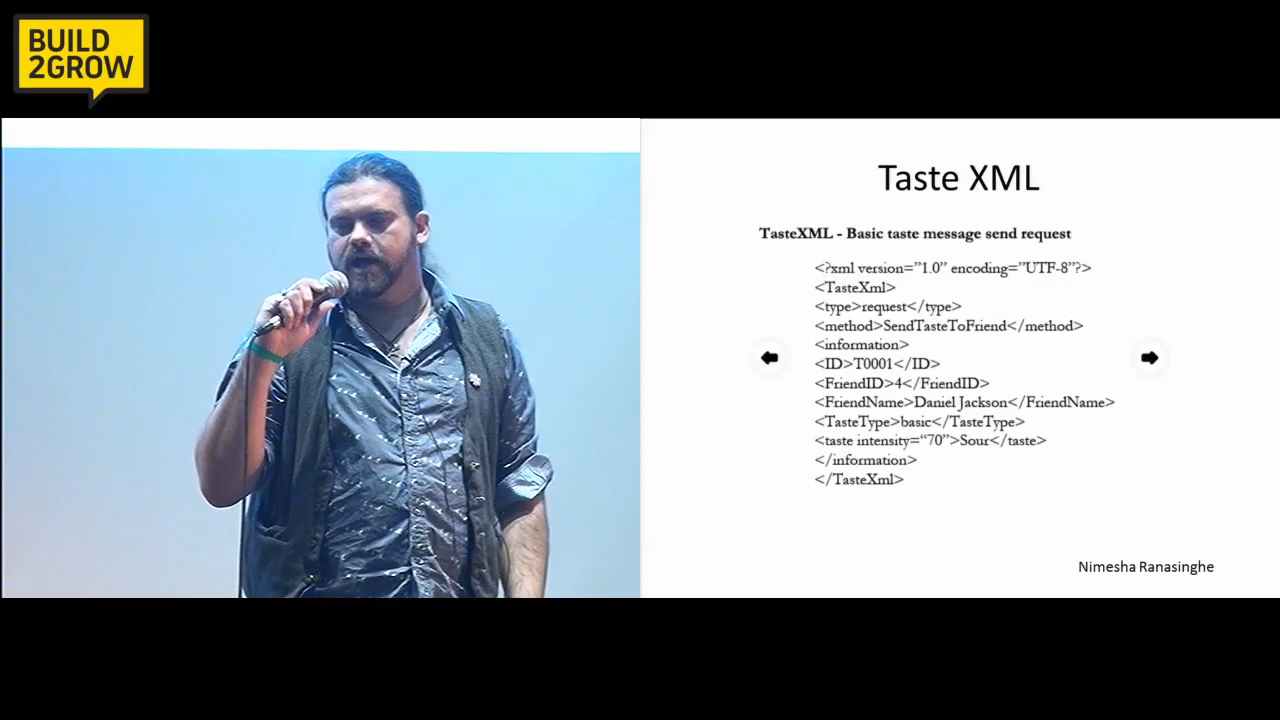 BUILD
2GROW
Taste XML
TasteXML - Basic taste message send request
<?xml version=”1.0” encoding=”UTF-8”?>
<TasteXml>
<type>request</type>
<method>SendTasteToFriend</method>
<information>
<ID>T0001</ID>
<FriendID>4</FriendID>
<FriendName>Daniel Jackson</FriendName>
<TasteType>basic</TasteType>
<taste intensity=“70”>Sour</taste>
</information>
</TasteXml>
Nimesha Ranasinghe